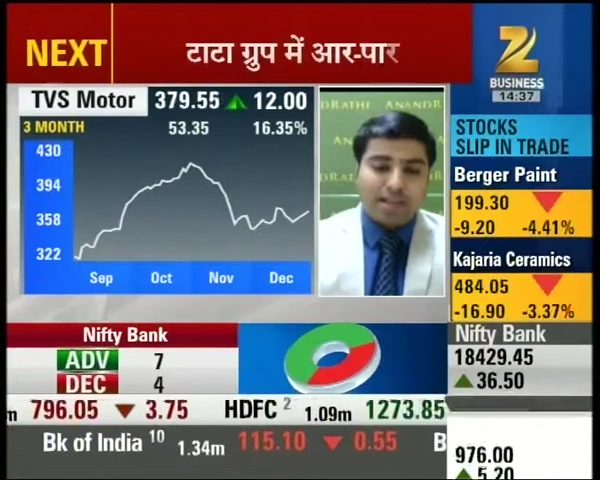 NEXT
टाटा ग्रुप में आर-पार
Z
BUSINESS
14:37
TVS Motor 379.55 12.00
3 MONTH 53.35 16.35%
430
394
358
322
Sep Oct Nov Dec
RATHI ANANDR
STOCKS
SLIP IN TRADE
Berger Paint
199.30
-9.20 -4.41%
Kajaria Ceramics
484.05
-16.90 -3.37%
Nifty Bank
ADV 7
DEC 4
Nifty Bank
18429.45
36.50
m 796.05 3.75 HDFC 2 1.09m 1273.85
Bk of India 10 1.34m 115.10 0.55 B
976.00
5.20